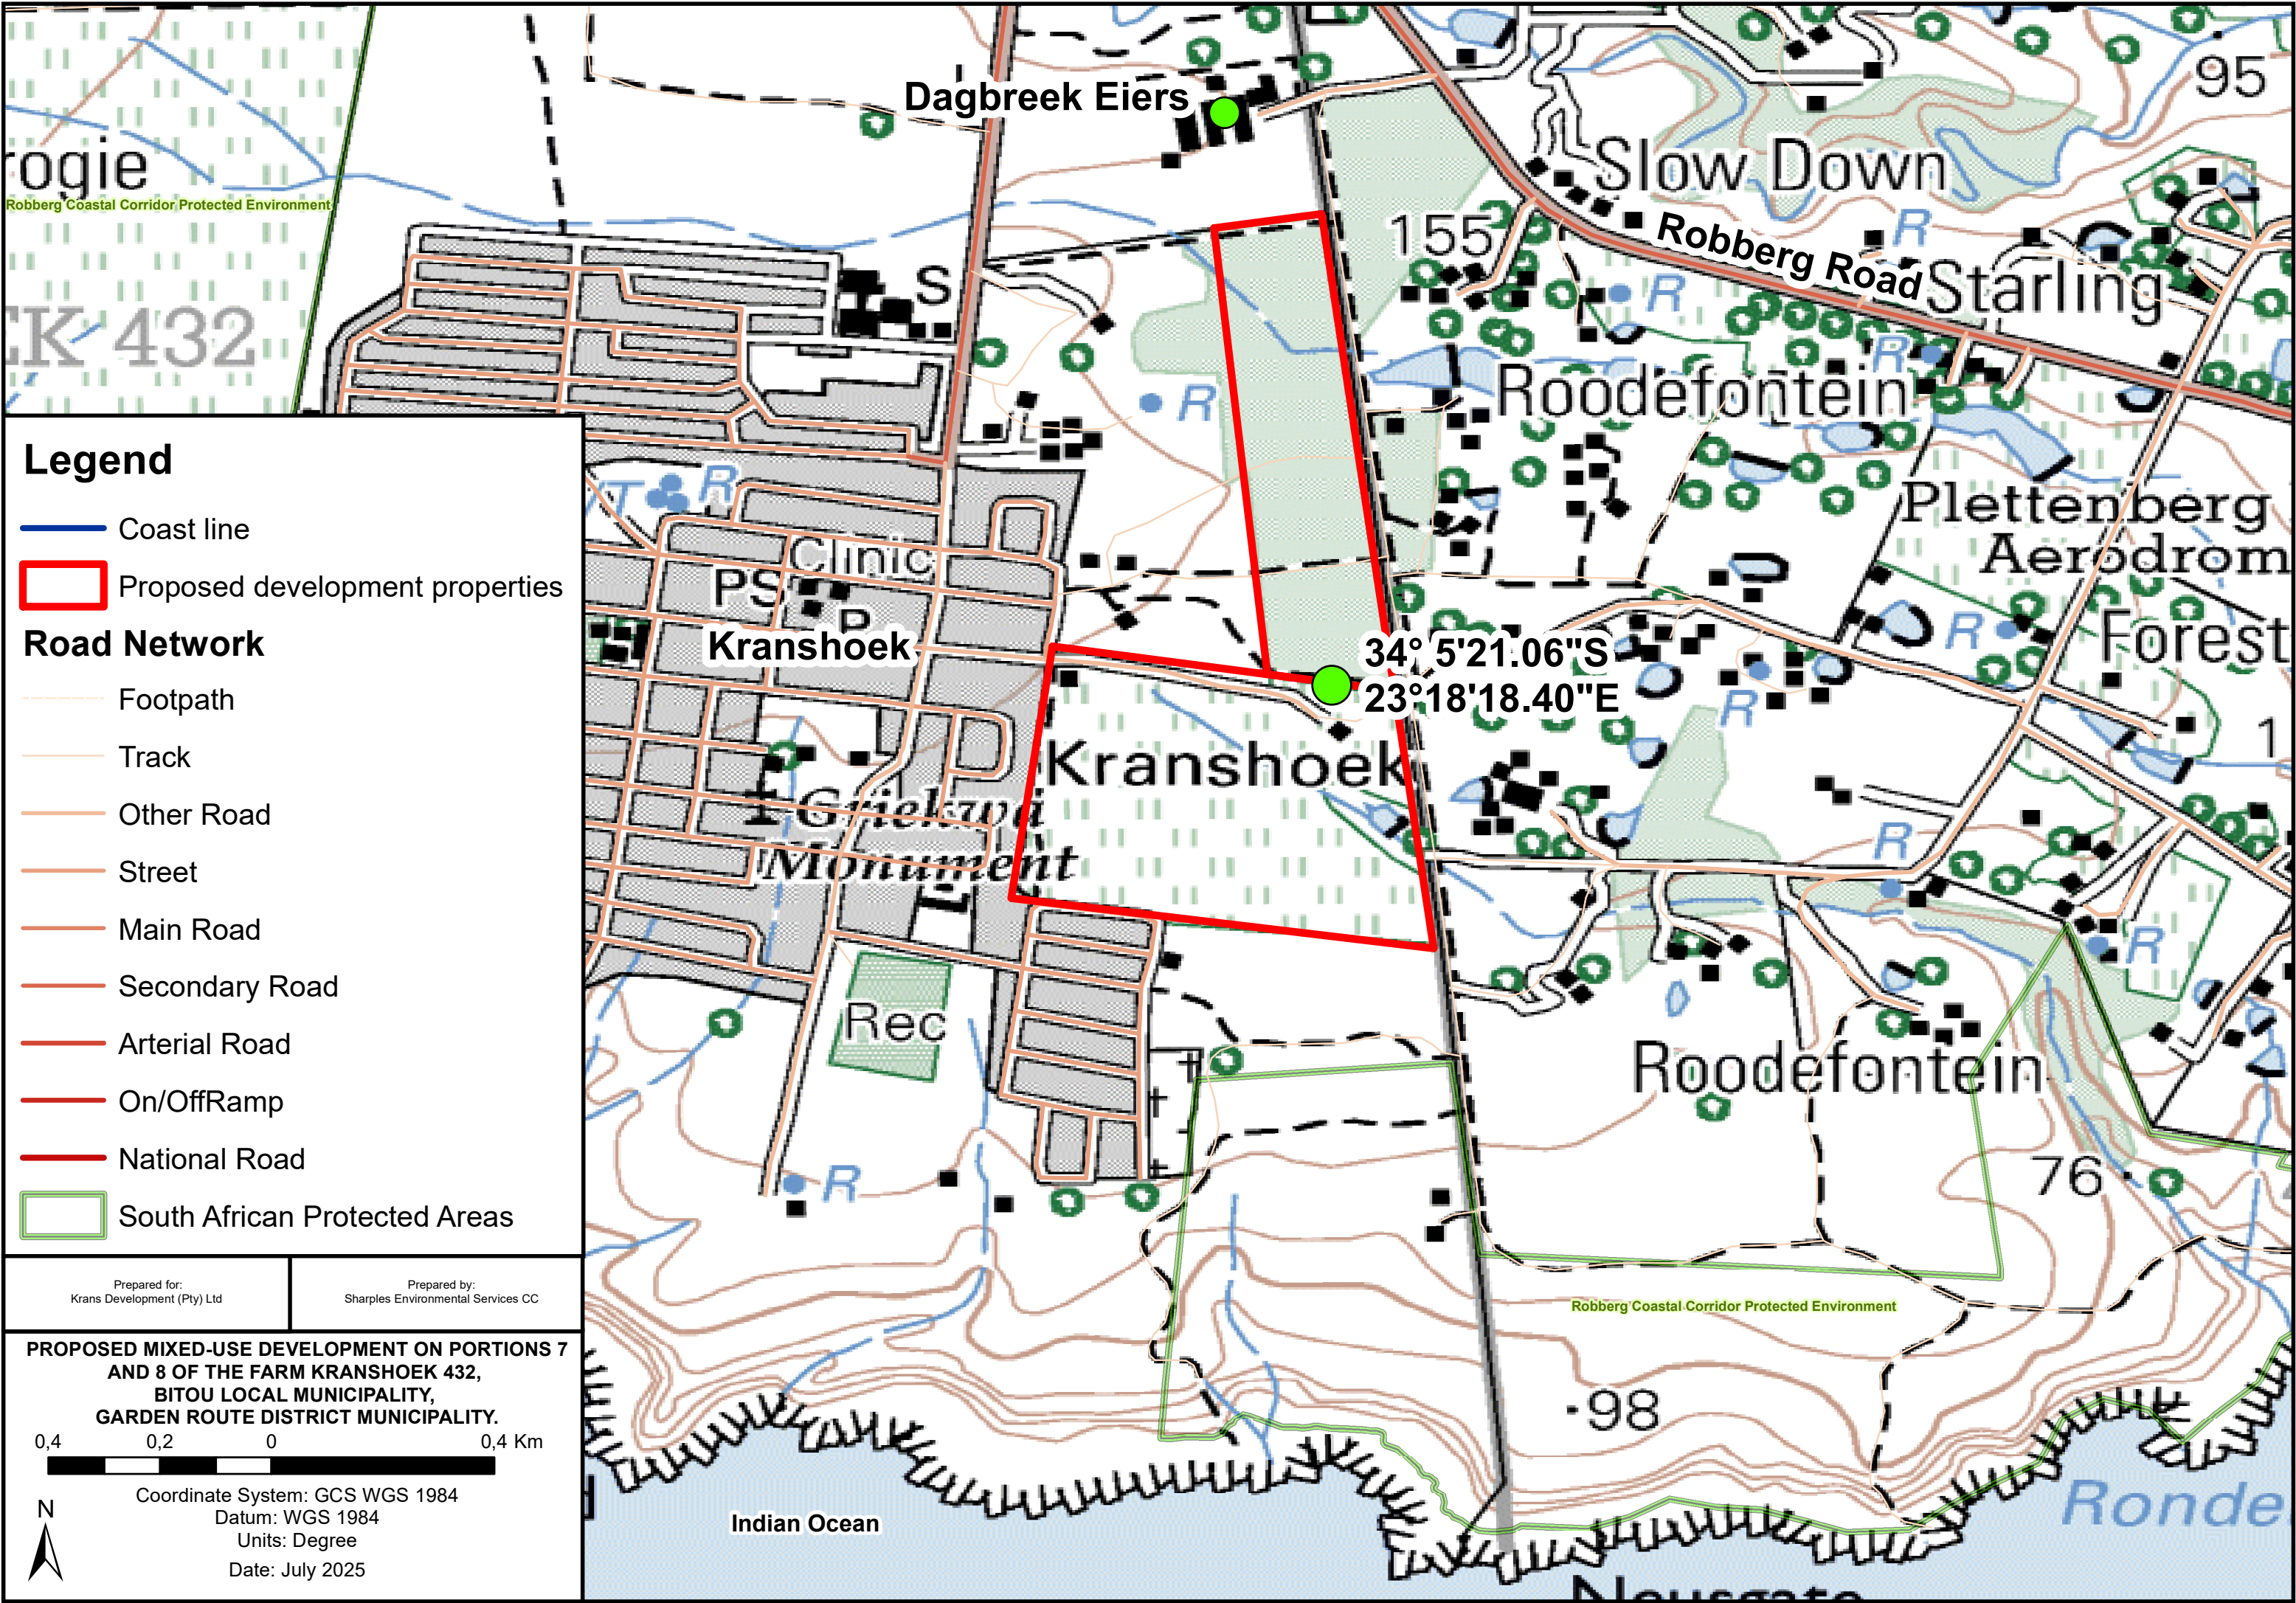 Dagbreek Eiers
95
rogie
Slow Down
Robberg Coastal Corridor Protected Environment
155
Robberg Road
R
S
Starling
R
CK 432
R
R
Roodefontein
Legend
Coast line
Proposed development properties
Road Network
Footpath
Track
Other Road
Street
Main Road
Secondary Road
Arterial Road
On/OffRamp
National Road
South African Protected Areas
R
Plettenberg
Aerodrom
Clinic
PS
P
R
Forest
Kranshoek
34° 5'21.06"S
23°18'18.40"E
R
1
Kranshoek
Griekwa
Monument
R
R
Rec
Roodefontein
R
76
Prepared for:
Krans Development (Pty) Ltd
Prepared by:
Sharples Environmental Services CC
Robberg Coastal Corridor Protected Environment
PROPOSED MIXED-USE DEVELOPMENT ON PORTIONS 7
AND 8 OF THE FARM KRANSHOEK 432,
BITOU LOCAL MUNICIPALITY,
GARDEN ROUTE DISTRICT MUNICIPALITY.
98
0,4 0,2 0 0,4 Km
Coordinate System: GCS WGS 1984
Datum: WGS 1984
Units: Degree
Date: July 2025
N
Indian Ocean
Ronde